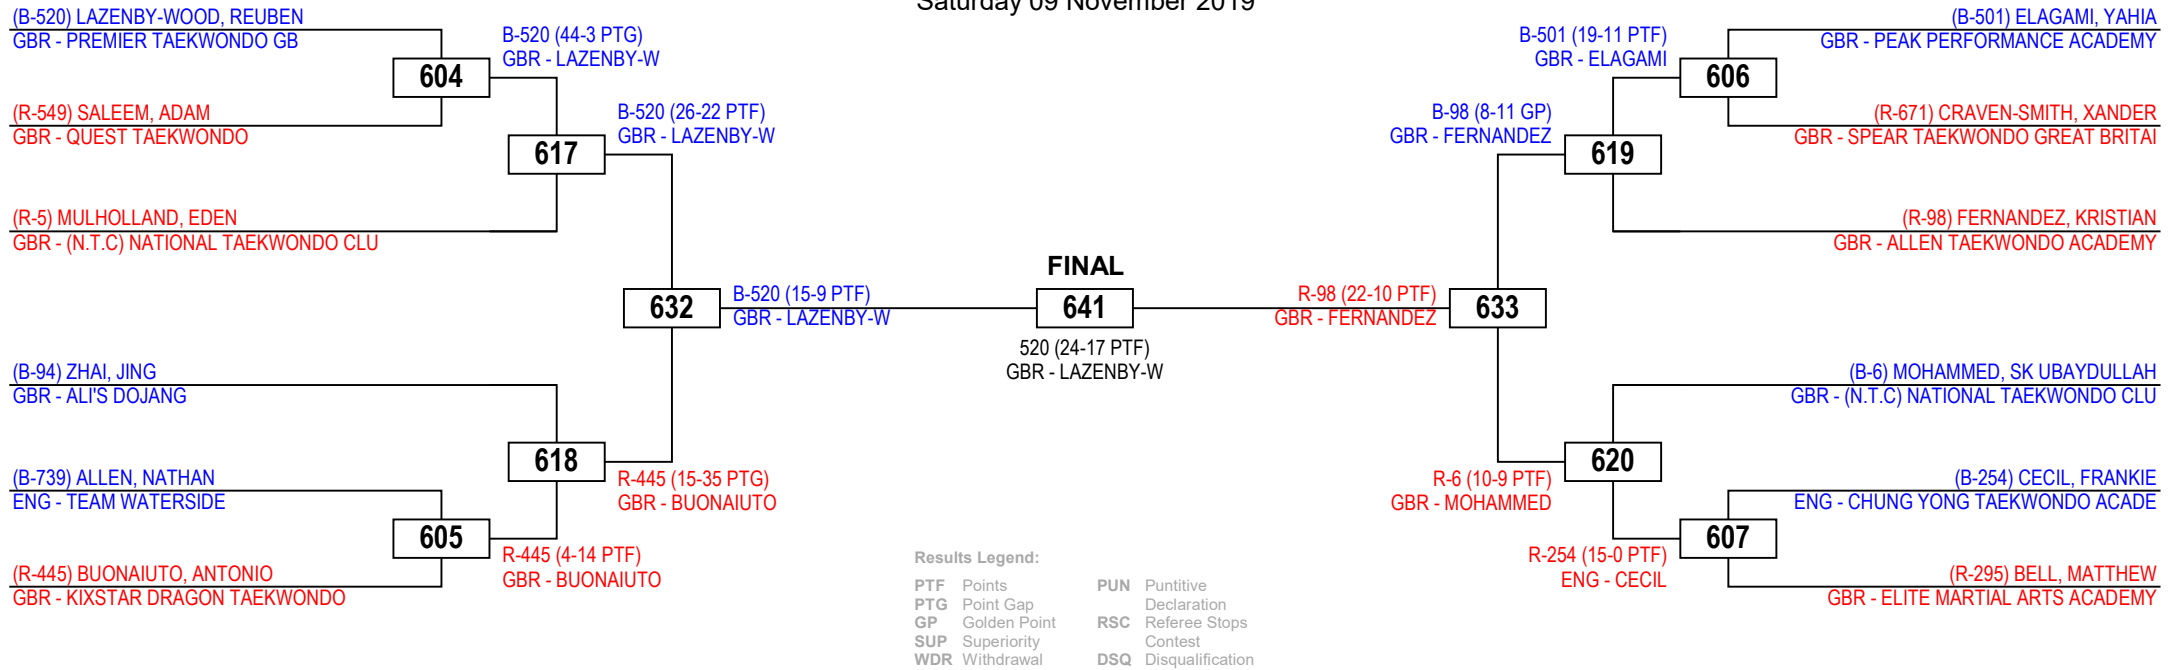 Saturday 09 November 2019
(B-520) LAZENBY-WOOD, REUBEN
GBR - PREMIER TAEKWONDO GB
B-520 (44-3 PTG)
GBR - LAZENBY-W
604
(R-549) SALEEM, ADAM
GBR - QUEST TAEKWONDO
B-520 (26-22 PTF)
GBR - LAZENBY-W
617
(R-5) MULHOLLAND, EDEN
GBR - (N.T.C) NATIONAL TAEKWONDO CLU
632
B-520 (15-9 PTF)
GBR - LAZENBY-W
(B-94) ZHAI, JING
GBR - ALI'S DOJANG
618
(B-739) ALLEN, NATHAN
ENG - TEAM WATERSIDE
R-445 (15-35 PTG)
GBR - BUONAIUTO
605
R-445 (4-14 PTF)
GBR - BUONAIUTO
(R-445) BUONAIUTO, ANTONIO
GBR - KIXSTAR DRAGON TAEKWONDO
FINAL
641
520 (24-17 PTF)
GBR - LAZENBY-W
(B-501) ELAGAMI, YAHIA
GBR - PEAK PERFORMANCE ACADEMY
B-501 (19-11 PTF)
GBR - ELAGAMI
606
(R-671) CRAVEN-SMITH, XANDER
GBR - SPEAR TAEKWONDO GREAT BRITAI
B-98 (8-11 GP)
GBR - FERNANDEZ
619
(R-98) FERNANDEZ, KRISTIAN
GBR - ALLEN TAEKWONDO ACADEMY
R-98 (22-10 PTF)
GBR - FERNANDEZ
633
(B-6) MOHAMMED, SK UBAYDULLAH
GBR - (N.T.C) NATIONAL TAEKWONDO CLU
620
R-6 (10-9 PTF)
GBR - MOHAMMED
(B-254) CECIL, FRANKIE
ENG - CHUNG YONG TAEKWONDO ACADE
607
R-254 (15-0 PTF)
ENG - CECIL
(R-295) BELL, MATTHEW
GBR - ELITE MARTIAL ARTS ACADEMY
Results Legend:
PTF Points
PTG Point Gap
GP Golden Point
SUP Superiority
WDR Withdrawal
PUN Puntitive
Declaration
RSC Referee Stops
Contest
DSQ Disqualification